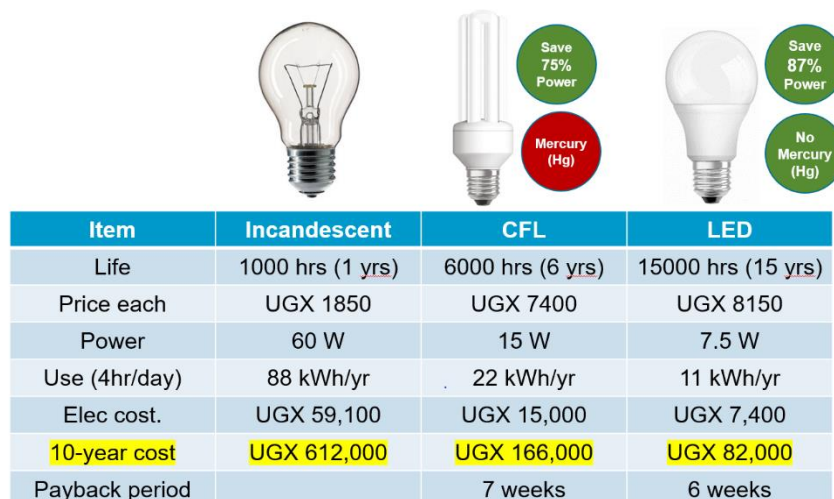 Save
75%
Power
Mercury
(Hg)
Save
87%
Power
No
Mercury
(Hg)
Item Incandescent CFL LED
Life 1000 hrs (1 yrs) 6000 hrs (6 yrs) 15000 hrs (15 yrs)
Price each UGX 1850 UGX 7400 UGX 8150
Power 60 W 15 W 7.5 W
Use (4hr/day) 88 kWh/yr 22 kWh/yr 11 kWh/yr
Elec cost. UGX 59,100 UGX 15,000 UGX 7,400
10-year cost UGX 612,000 UGX 166,000 UGX 82,000
Payback period 7 weeks 6 weeks